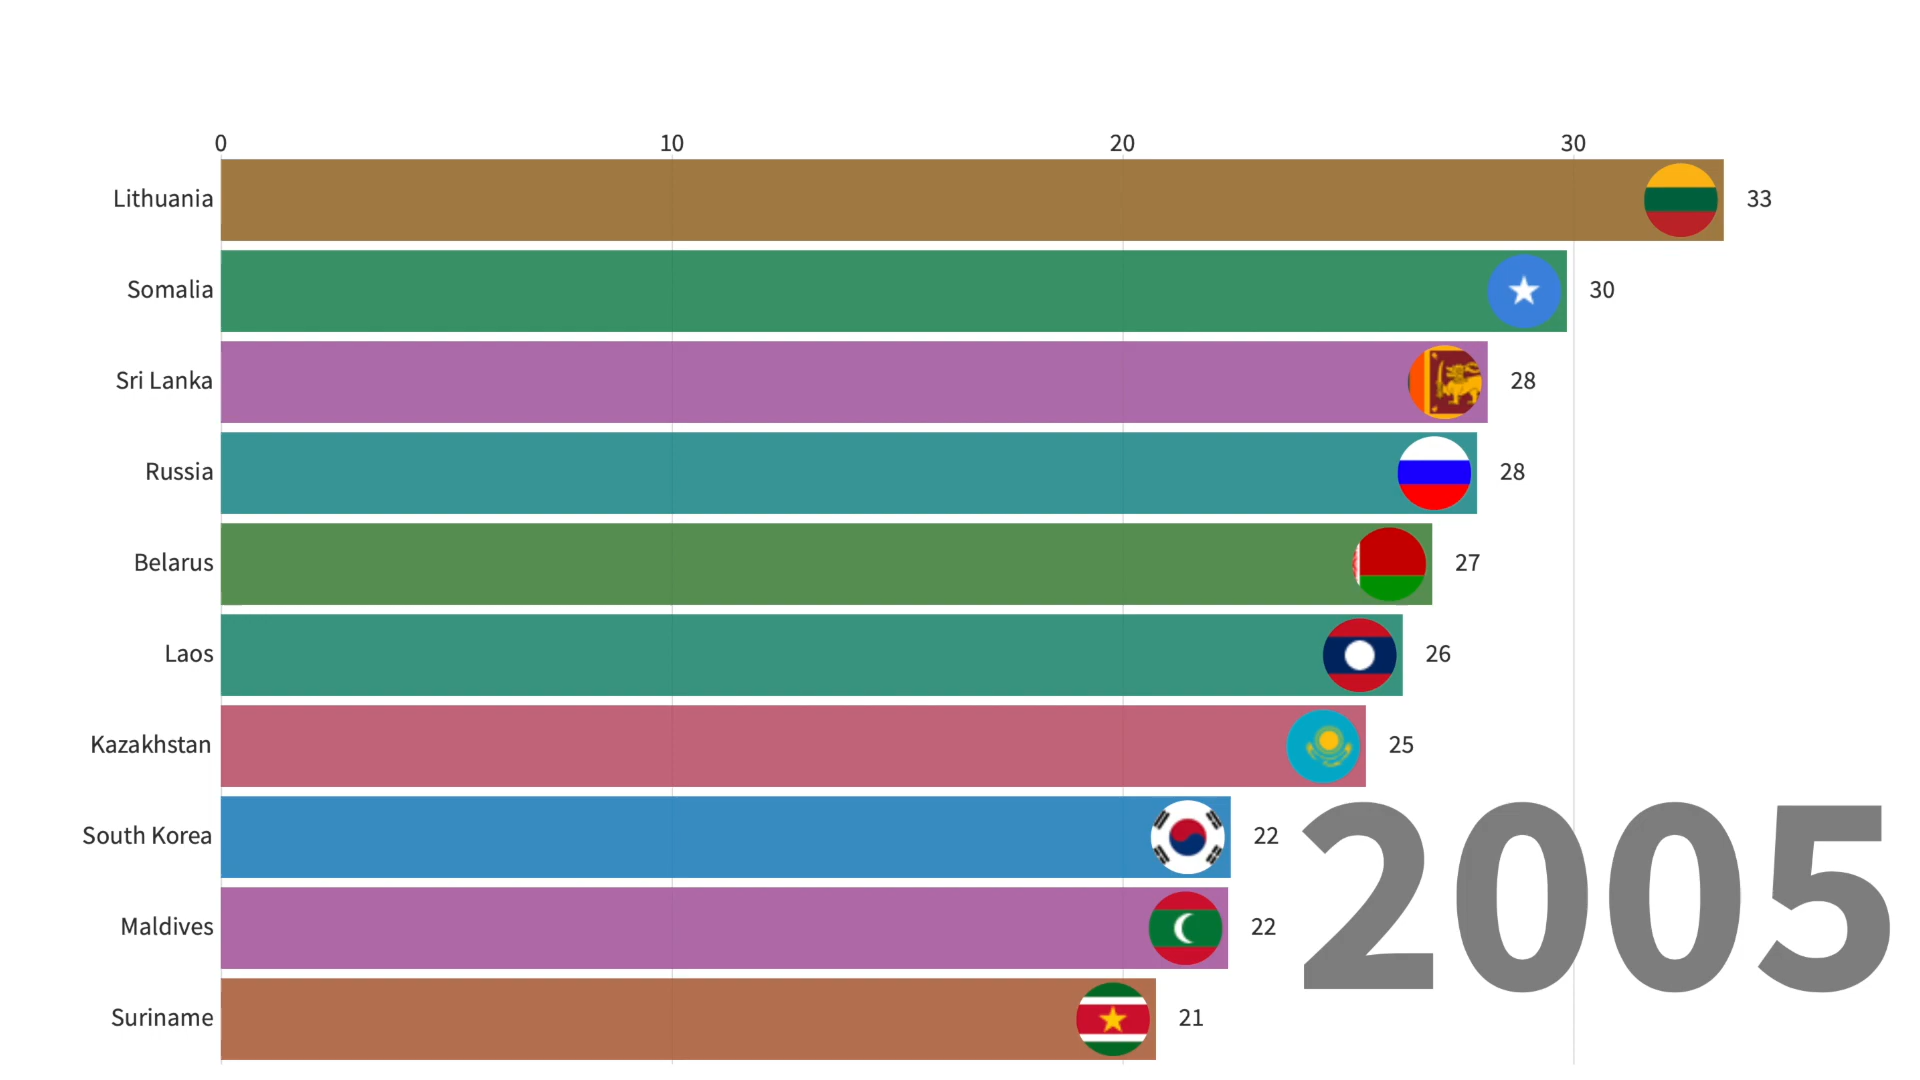 0 10 20 30
Lithuania 33
Somalia 30
Sri Lanka 28
Russia 28
Belarus 27
Laos 26
Kazakhstan 25
South Korea 22
Maldives 22
Suriname 21
2005